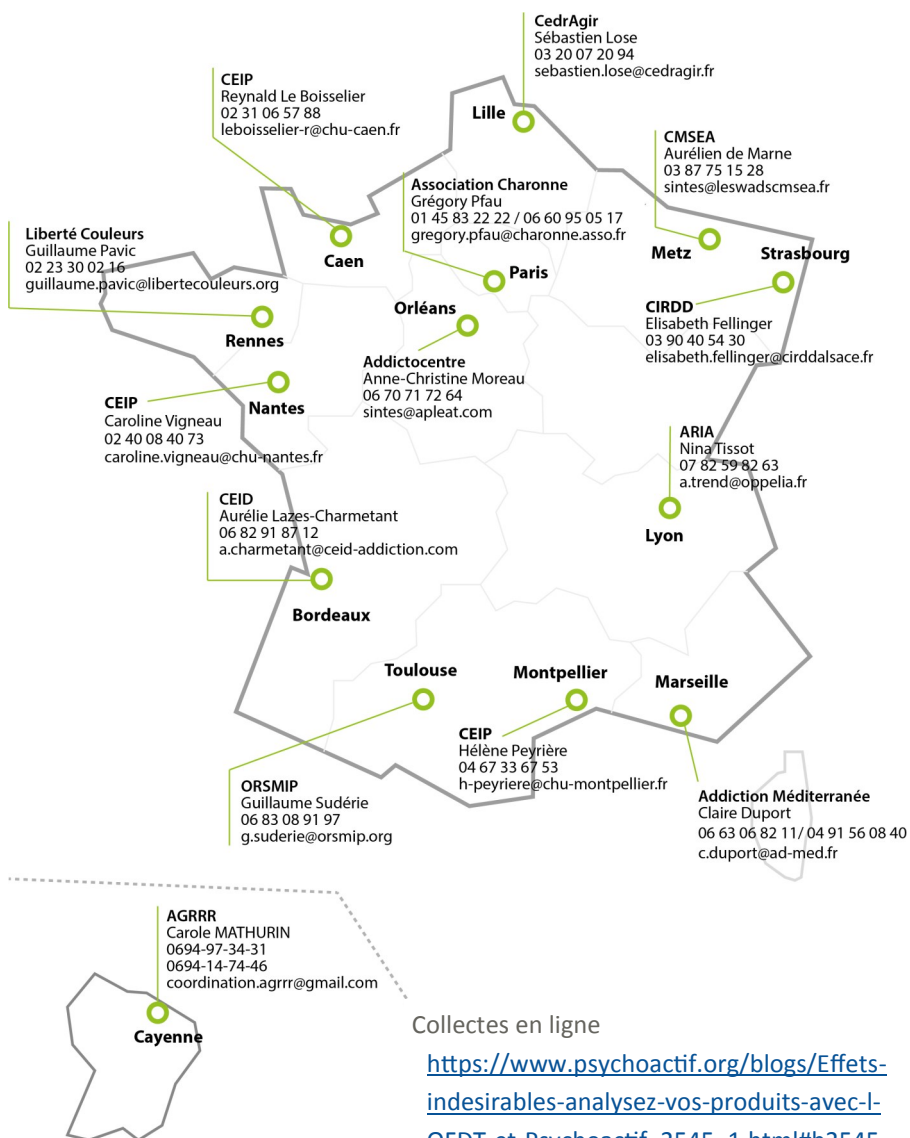 CedrAgir
Sébastien Lose
03 20 07 20 94
sebastien.lose@cedragir.fr
Lille
CEIP
Reynald Le Boisselier
02 31 06 57 88
leboisselier-r@chu-caen.fr
Caen
CMSEA
Aurélien de Marne
03 87 75 15 28
sintes@leswadscmsea.fr
Metz
Association Charonne
Grégory Pfau
01 45 83 22 22 / 06 60 95 05 17
gregory.pfau@charonne.asso.fr
Paris
Strasbourg
CIRDD
Elisabeth Fellinger
03 90 40 54 30
elisabeth.fellinger@cirddalsace.fr
Liberté Couleurs
Guillaume Pavic
02 23 30 02 16
guillaume.pavic@libertecouleurs.org
Rennes
Orléans
Addictocentre
Anne-Christine Moreau
06 70 71 72 64
sintes@apleat.com
Nantes
CEIP
Caroline Vigneau
02 40 08 40 73
caroline.vigneau@chu-nantes.fr
ARIA
Nina Tissot
07 82 59 82 63
a.trend@oppelia.fr
Lyon
CEID
Aurélie Lazes-Charmetant
06 82 91 87 12
a.charmetant@ceid-addiction.com
Bordeaux
Toulouse
ORSMIP
Guillaume Sudérie
06 83 08 91 97
g.suderie@orsmip.org
Montpellier
CEIP
Hélène Peyrière
04 67 33 67 53
h-peyriere@chu-montpellier.fr
Marseille
Addiction Méditerranée
Claire Duport
06 63 06 82 11/ 04 91 56 08 40
c.duport@ad-med.fr
AGRRR
Carole MATHURIN
0694-97-34-31
0694-14-74-46
coordination.agrrr@gmail.com
Cayenne
Collectes en ligne
https://www.psychoactif.org/blogs/Effets-
indesirables-analysez-vos-produits-avec-l-